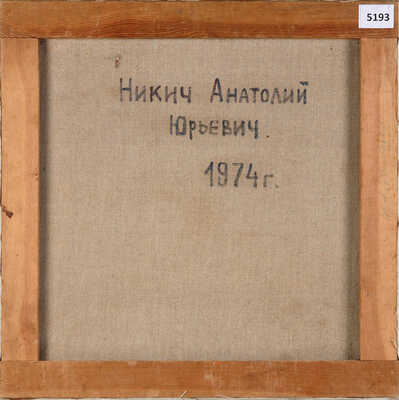 5193
Никич Анатолий
Юрьевич.
1974г.